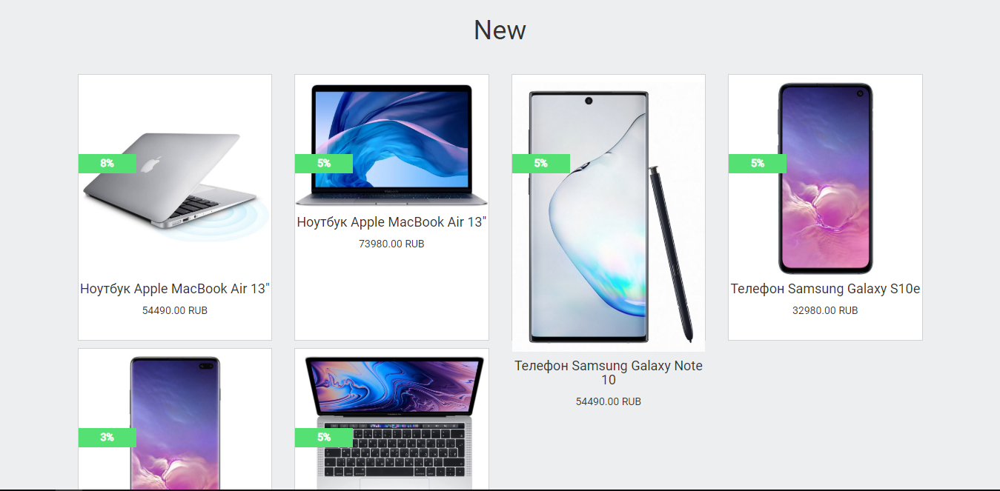 New
8%
Ноутбук Apple MacBook Air 13"
54490.00 RUB
5%
Ноутбук Apple MacBook Air 13"
73980.00 RUB
5%
Телефон Samsung Galaxy Note
10
54490.00 RUB
5%
Телефон Samsung Galaxy S10e
32980.00 RUB
3%
5%